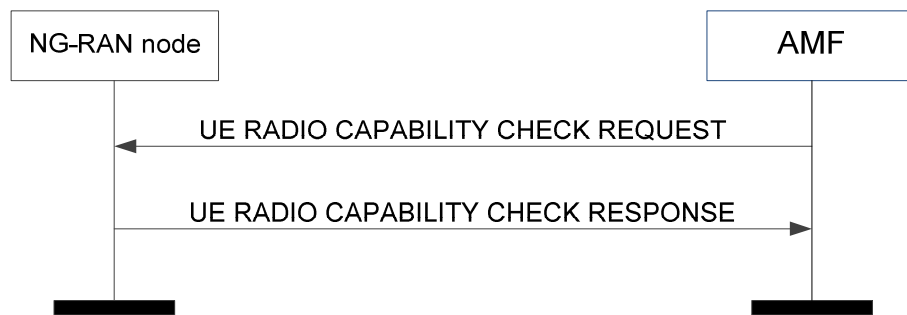 NG-RAN node
AMF
UE RADIO CAPABILITY CHECK REQUEST
UE RADIO CAPABILITY CHECK RESPONSE